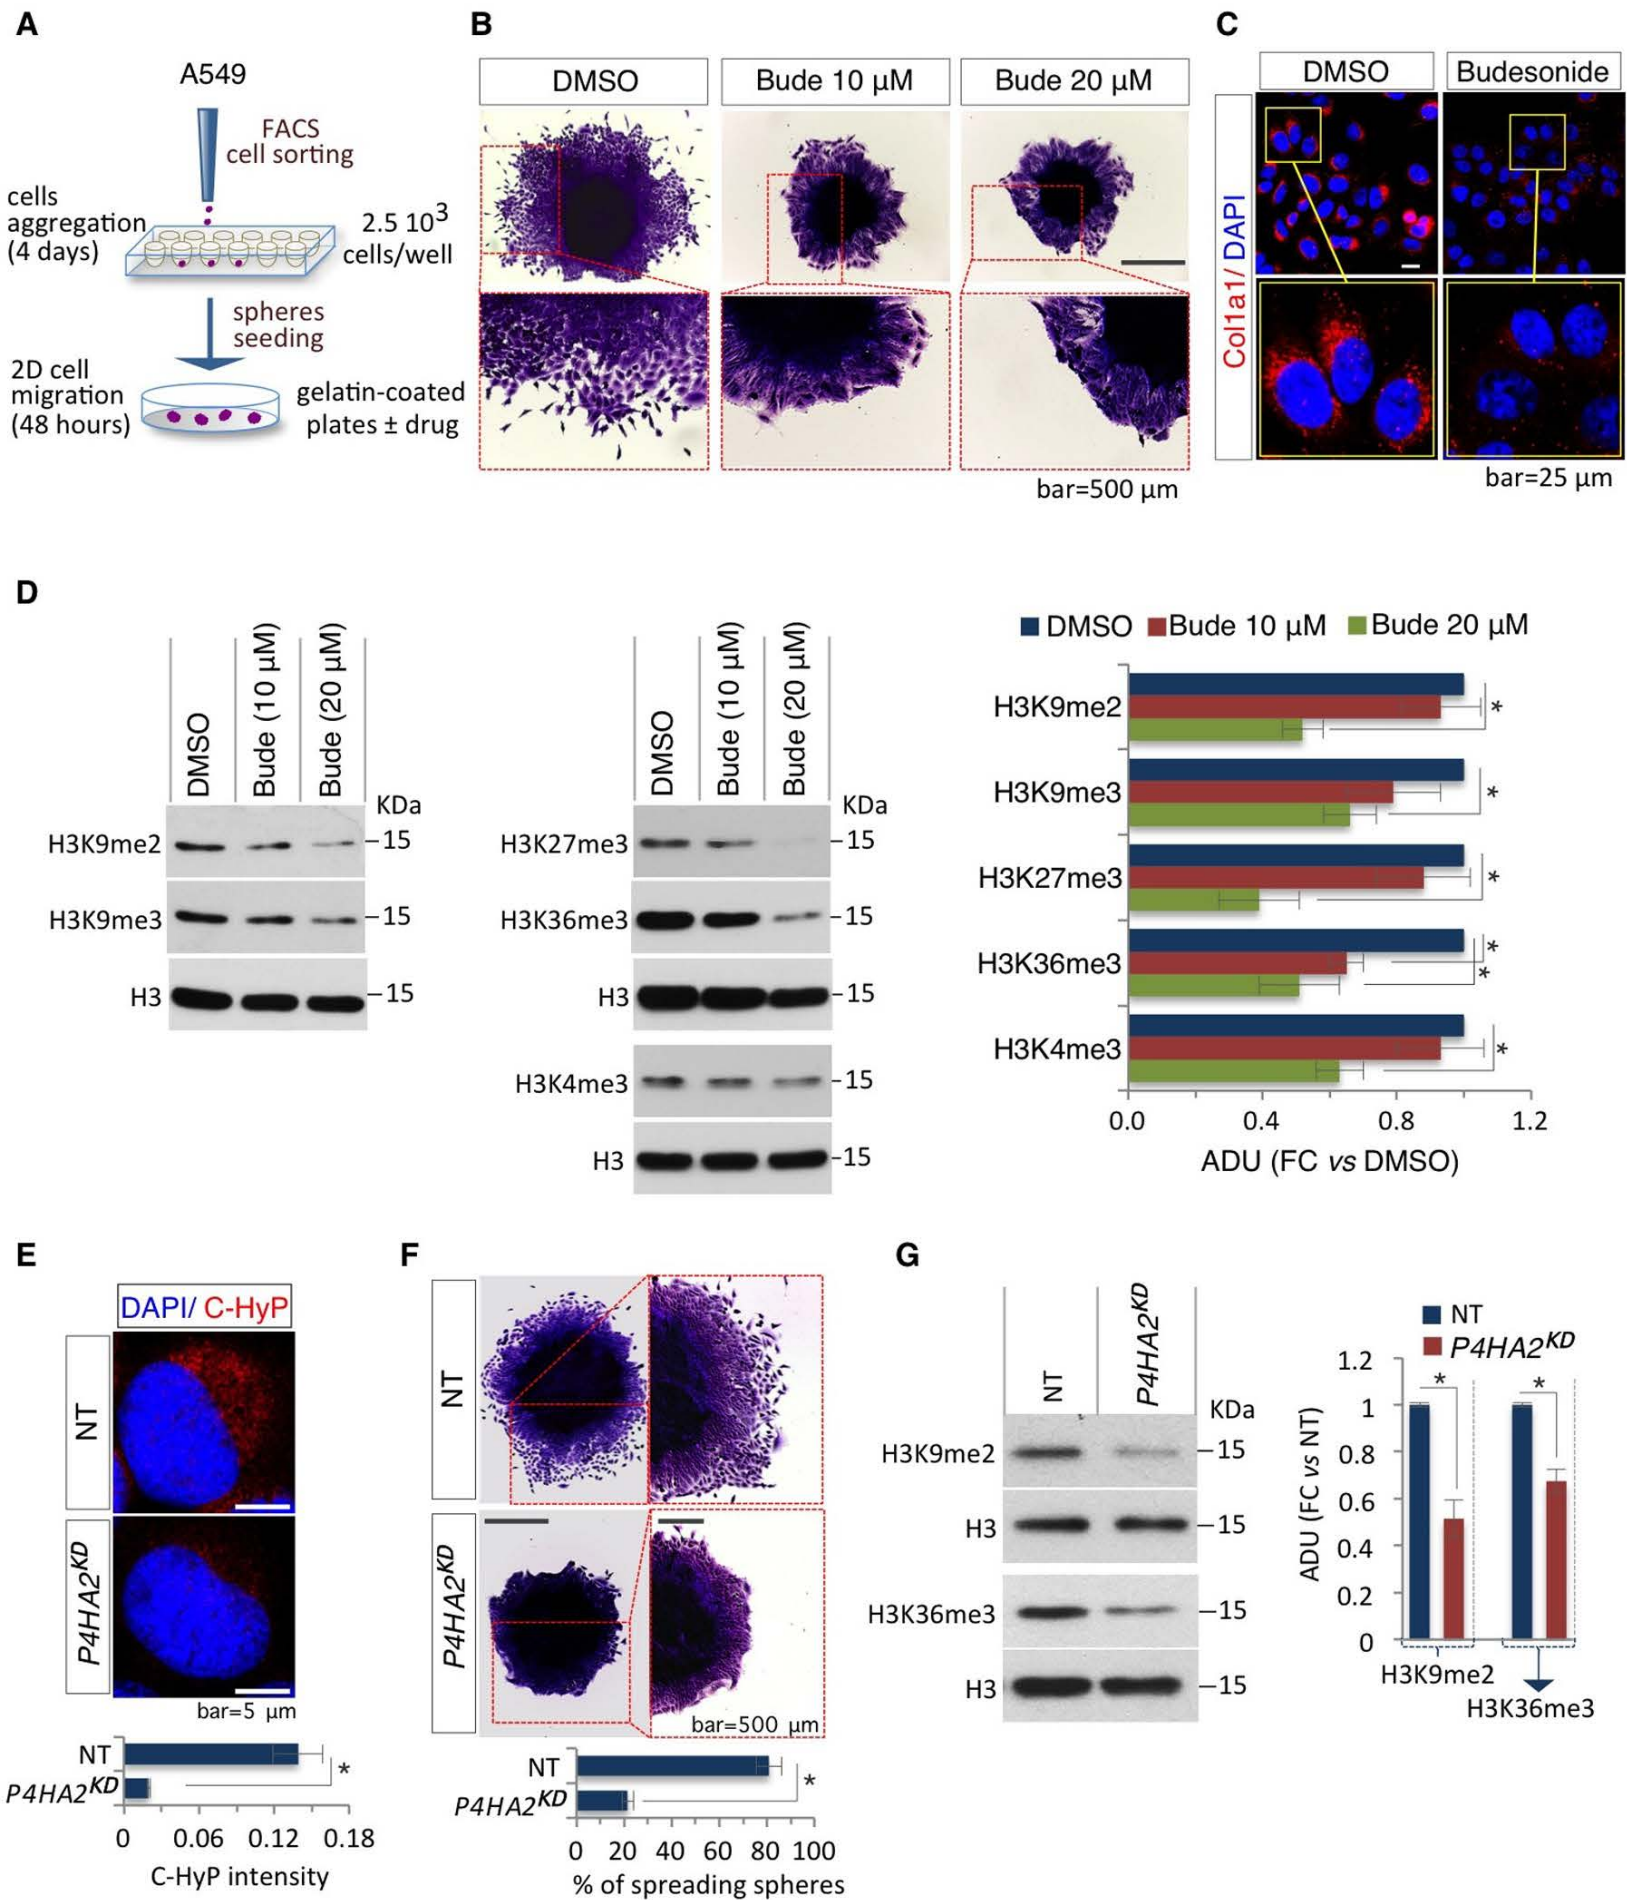 A
A549
FACS
cell sorting
cells
aggregation
(4 days)
2.5 10³
cells/well
spheres
seeding
2D cell
migration
(48 hours)
gelatin-coated
plates ± drug
B
DMSO
Bude 10 µM
Bude 20 µM
bar=500 µm
C
DMSO
Budesonide
Col1a1/ DAPI
bar=25 µm
D
DMSO
Bude (10 µM)
Bude (20 µM)
KDa
H3K9me2
15
H3K9me3
15
H3
15
DMSO
Bude (10 µM)
Bude (20 µM)
KDa
H3K27me3
15
H3K36me3
15
H3
15
H3K4me3
15
H3
15
DMSO
Bude 10 µM
Bude 20 µM
H3K9me2
*
H3K9me3
*
H3K27me3
*
H3K36me3
*
*
H3K4me3
*
0.0 0.4 0.8 1.2
ADU (FC vs DMSO)
E
DAPI/ C-HyP
NT
P4HA2KD
bar=5 µm
NT
P4HA2KD
*
0 0.06 0.12 0.18
C-HyP intensity
F
NT
P4HA2KD
bar=500 µm
NT
P4HA2KD
*
0 20 40 60 80 100
% of spreading spheres
G
NT
P4HA2KD
KDa
H3K9me2
15
H3
15
H3K36me3
15
H3
15
NT
P4HA2KD
ADU (FC vs NT)
1.2
1
0.8
0.6
0.4
0.2
0
*
*
H3K9me2
H3K36me3